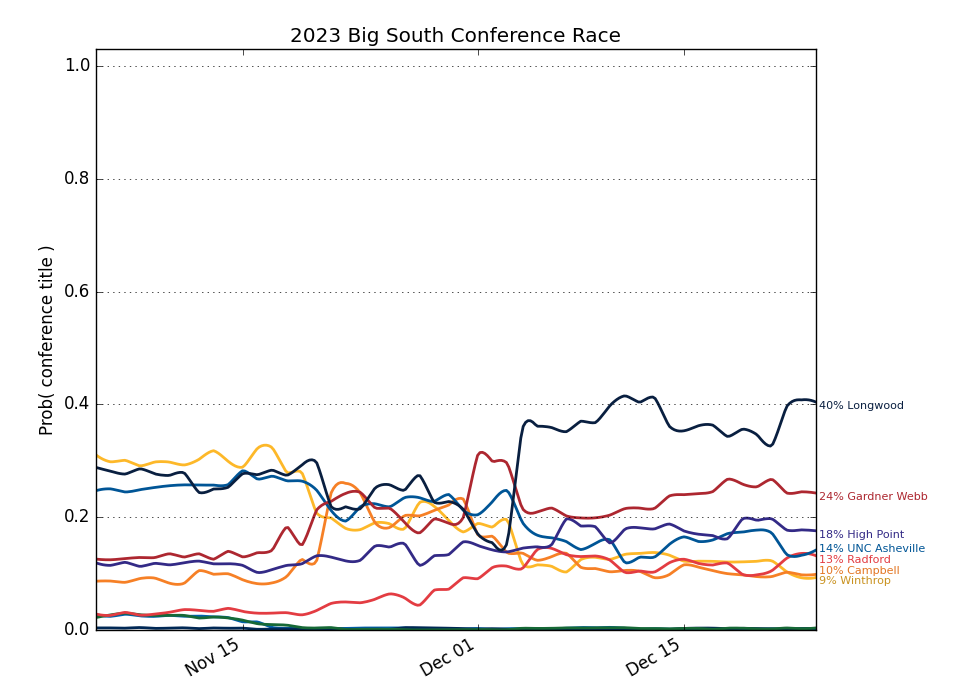 2023 Big South Conference Race
Prob( conference title )
1.0
0.8
0.6
0.4
0.2
0.0
40% Longwood
24% Gardner Webb
18% High Point
14% UNC Asheville
13% Radford
10% Campbell
9% Winthrop
Nov 15
Dec 01
Dec 15